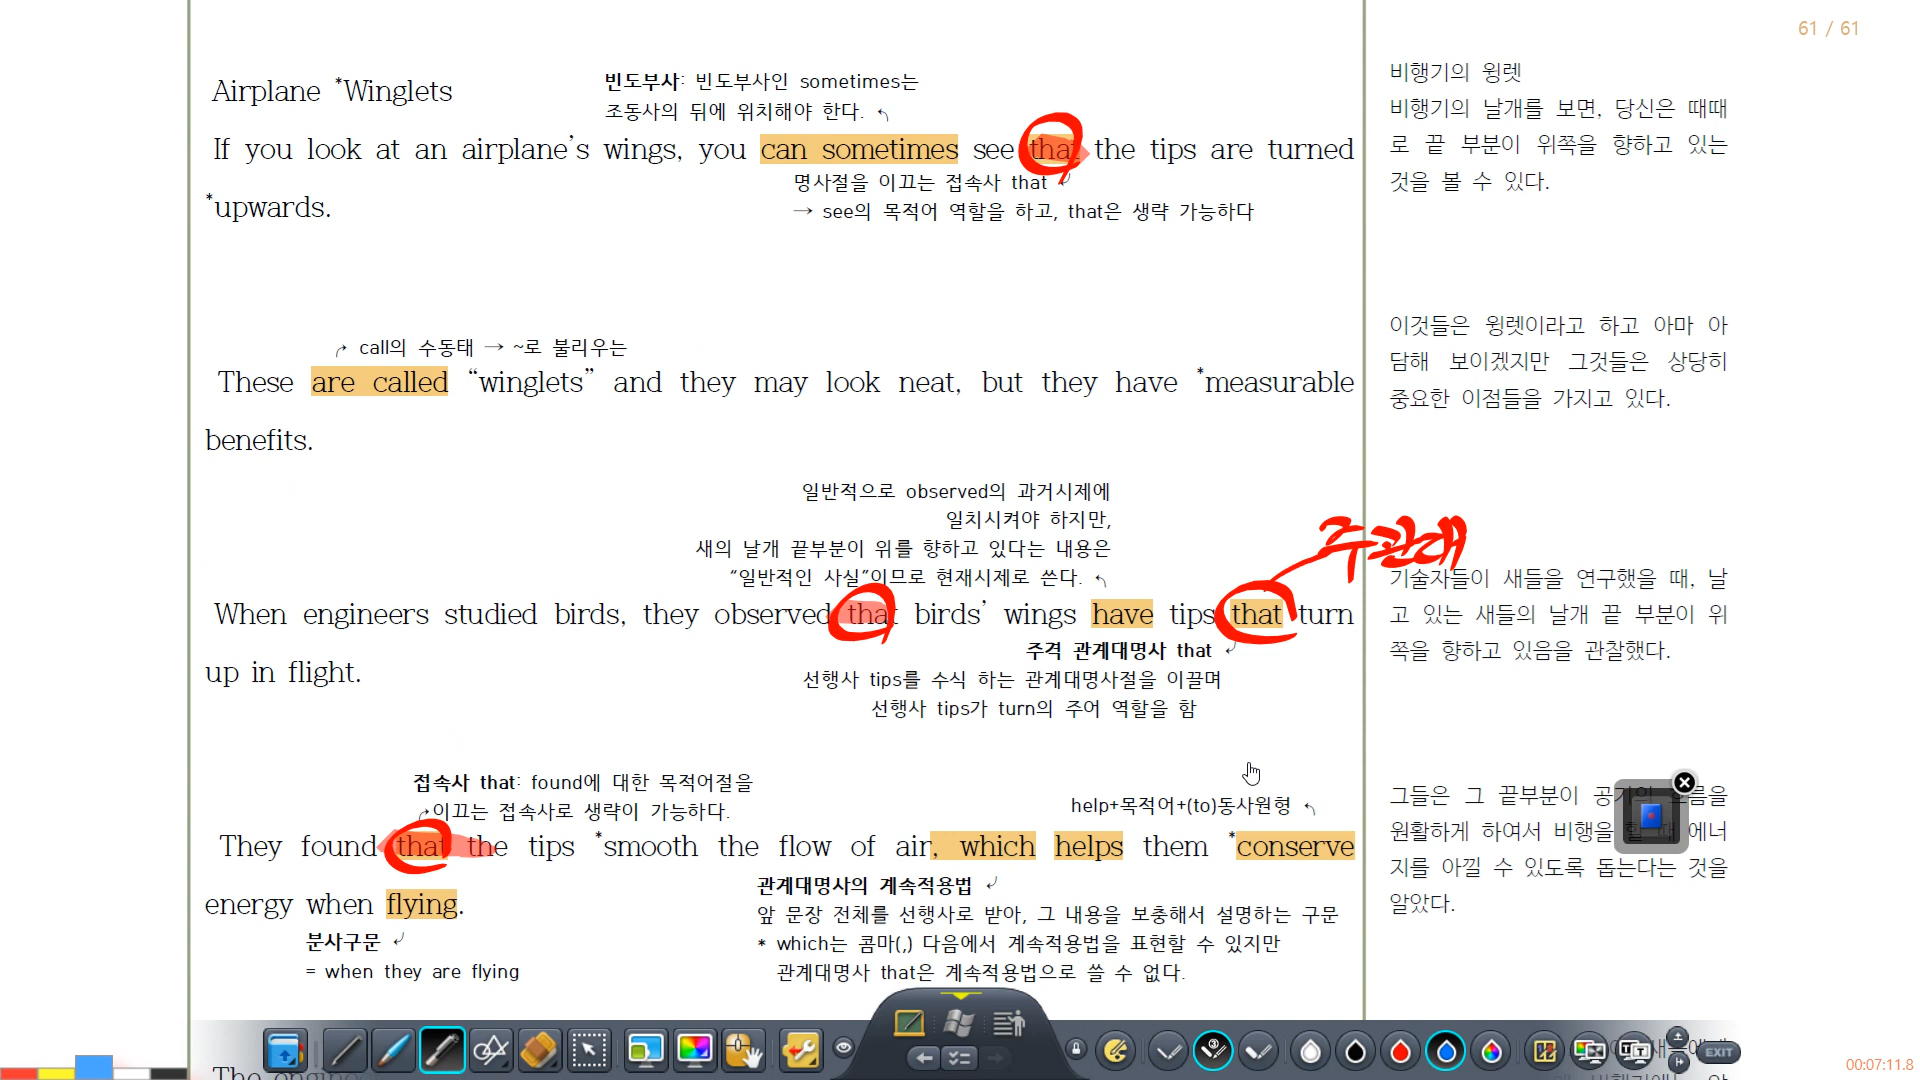 61 / 61
Airplane *Winglets
빈도부사: 빈도부사인 sometimes는
조동사의 뒤에 위치해야 한다.
If you look at an airplane's wings, you can sometimes see that the tips are turned
명사절을 이끄는 접속사 that
*upwards.
→ see의 목적어 역할을 하고, that은 생략 가능하다
비행기의 윙렛
비행기의 날개를 보면, 당신은 때때
로 끝 부분이 위쪽을 향하고 있는
것을 볼 수 있다.
call의 수동태 → ~로 불리우는
These are called “winglets” and they may look neat, but they have *measurable
benefits.
이것들은 윙렛이라고 하고 아마 아
담해 보이겠지만 그것들은 상당히
중요한 이점들을 가지고 있다.
일반적으로 observed의 과거시제에
일치시켜야 하지만,
새의 날개 끝부분이 위를 향하고 있다는 내용은
“일반적인 사실”이므로 현재시제로 쓴다.
주관대
When engineers studied birds, they observed that birds' wings have tips that turn
주격 관계대명사 that
up in flight.
선행사 tips를 수식 하는 관계대명사절을 이끌며
선행사 tips가 turn의 주어 역할을 함
기술자들이 새들을 연구했을 때, 날
고 있는 새들의 날개 끝 부분이 위
쪽을 향하고 있음을 관찰했다.
접속사 that: found에 대한 목적어절을
이끄는 접속사로 생략이 가능하다.
help+목적어+(to)동사원형
They found that the tips *smooth the flow of air, which helps them *conserve
관계대명사의 계속적용법
energy when flying.
앞 문장 전체를 선행사로 받아, 그 내용을 보충해서 설명하는 구문
분사구문
* which는 콤마(,) 다음에서 계속적용법을 표현할 수 있지만
= when they are flying
관계대명사 that은 계속적용법으로 쓸 수 없다.
그들은 그 끝부분이 공기의 흐름을
원활하게 하여서 비행을 할 때 에너
지를 아낄 수 있도록 돕는다는 것을
알았다.
EXIT
The
00:07:11.8